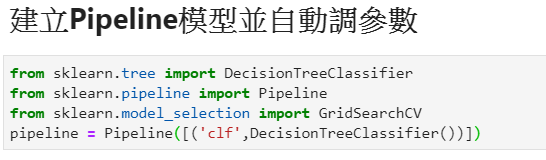 建立Pipeline模型並自動調參數
from sklearn.tree import DecisionTreeClassifier
from sklearn.pipeline import Pipeline
from sklearn.model_selection import GridSearchCV
pipeline = Pipeline([('clf',DecisionTreeClassifier())])